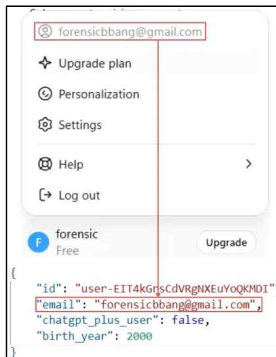 forensicbbang@gmail.com
Upgrade plan
Personalization
Settings
Help
Log out
F
forensic
Free
Upgrade
{
"id": "user-EIT4kGrsCdVRgNXEuYoQKMDI"
"email": "forensicbbang@gmail.com",
"chatgpt_plus_user": false,
"birth_year": 2000
}